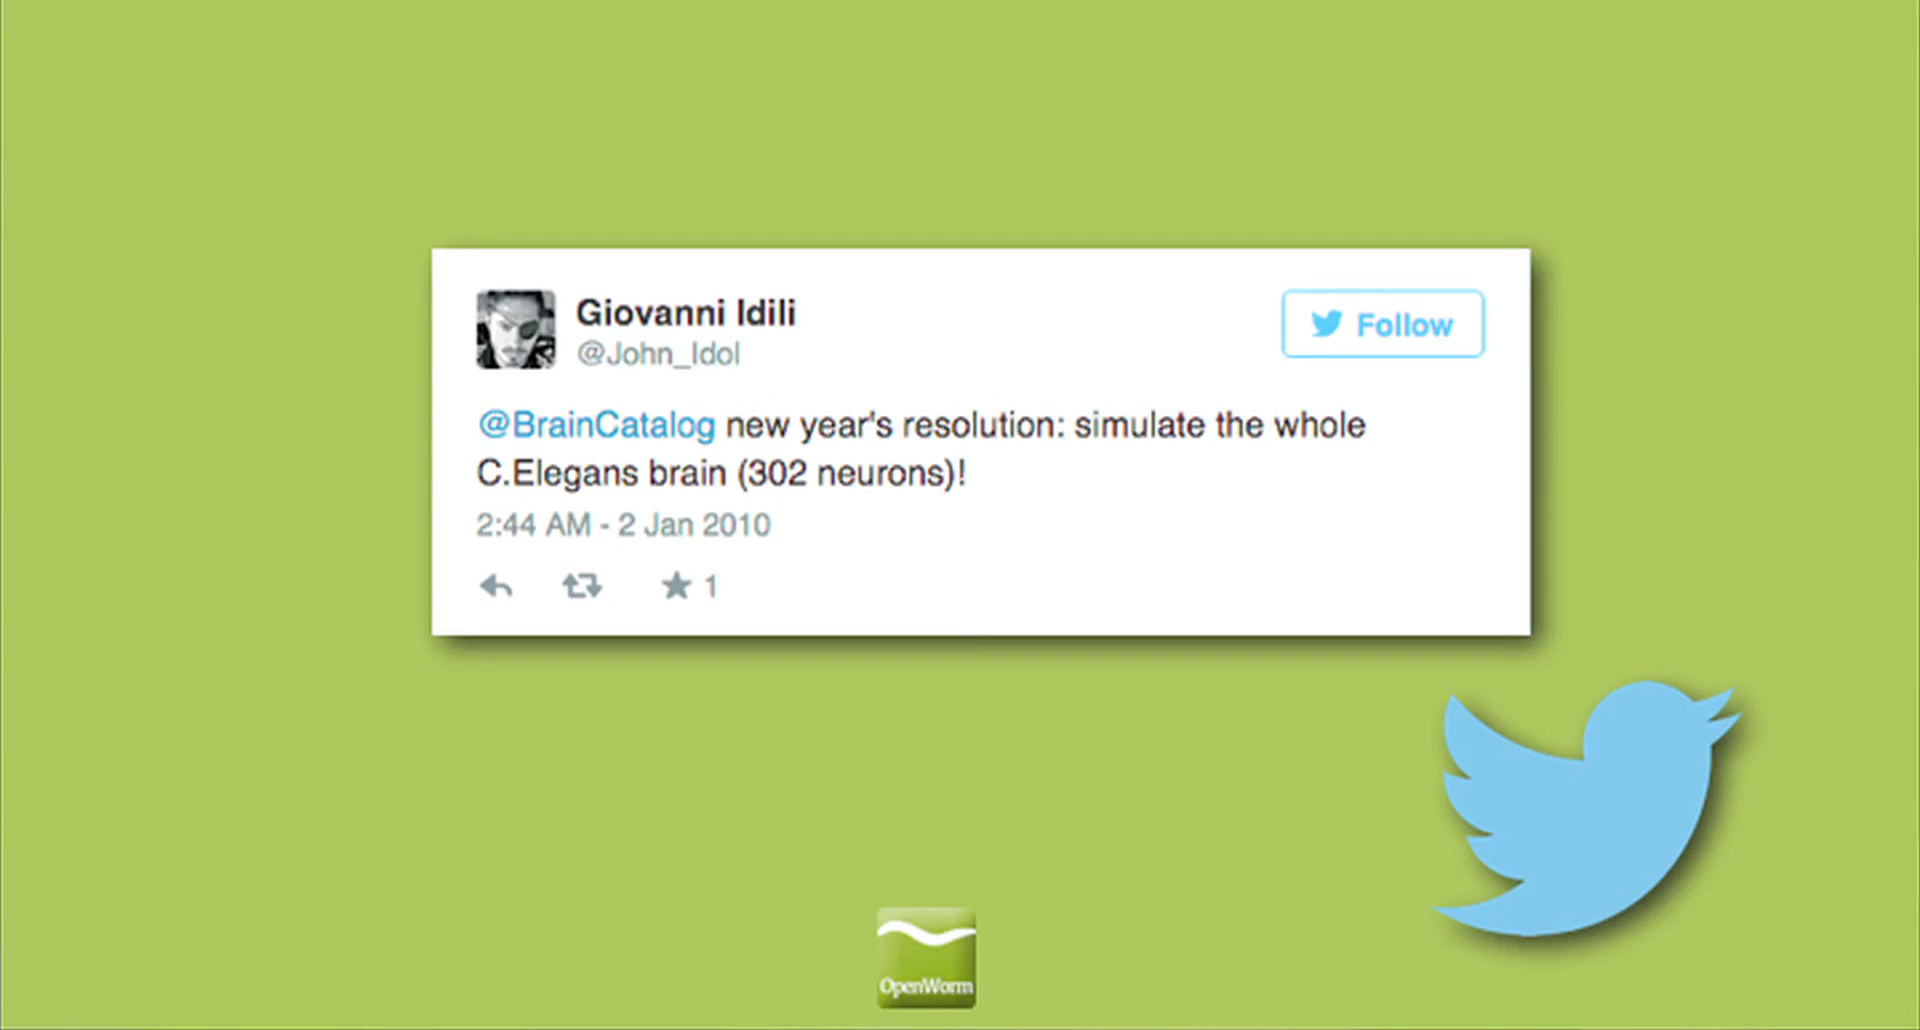 Giovanni Idili
@John_Idol
Follow
@BrainCatalog new year's resolution: simulate the whole
C.Elegans brain (302 neurons)!
2:44 AM - 2 Jan 2010
1
OpenWorm